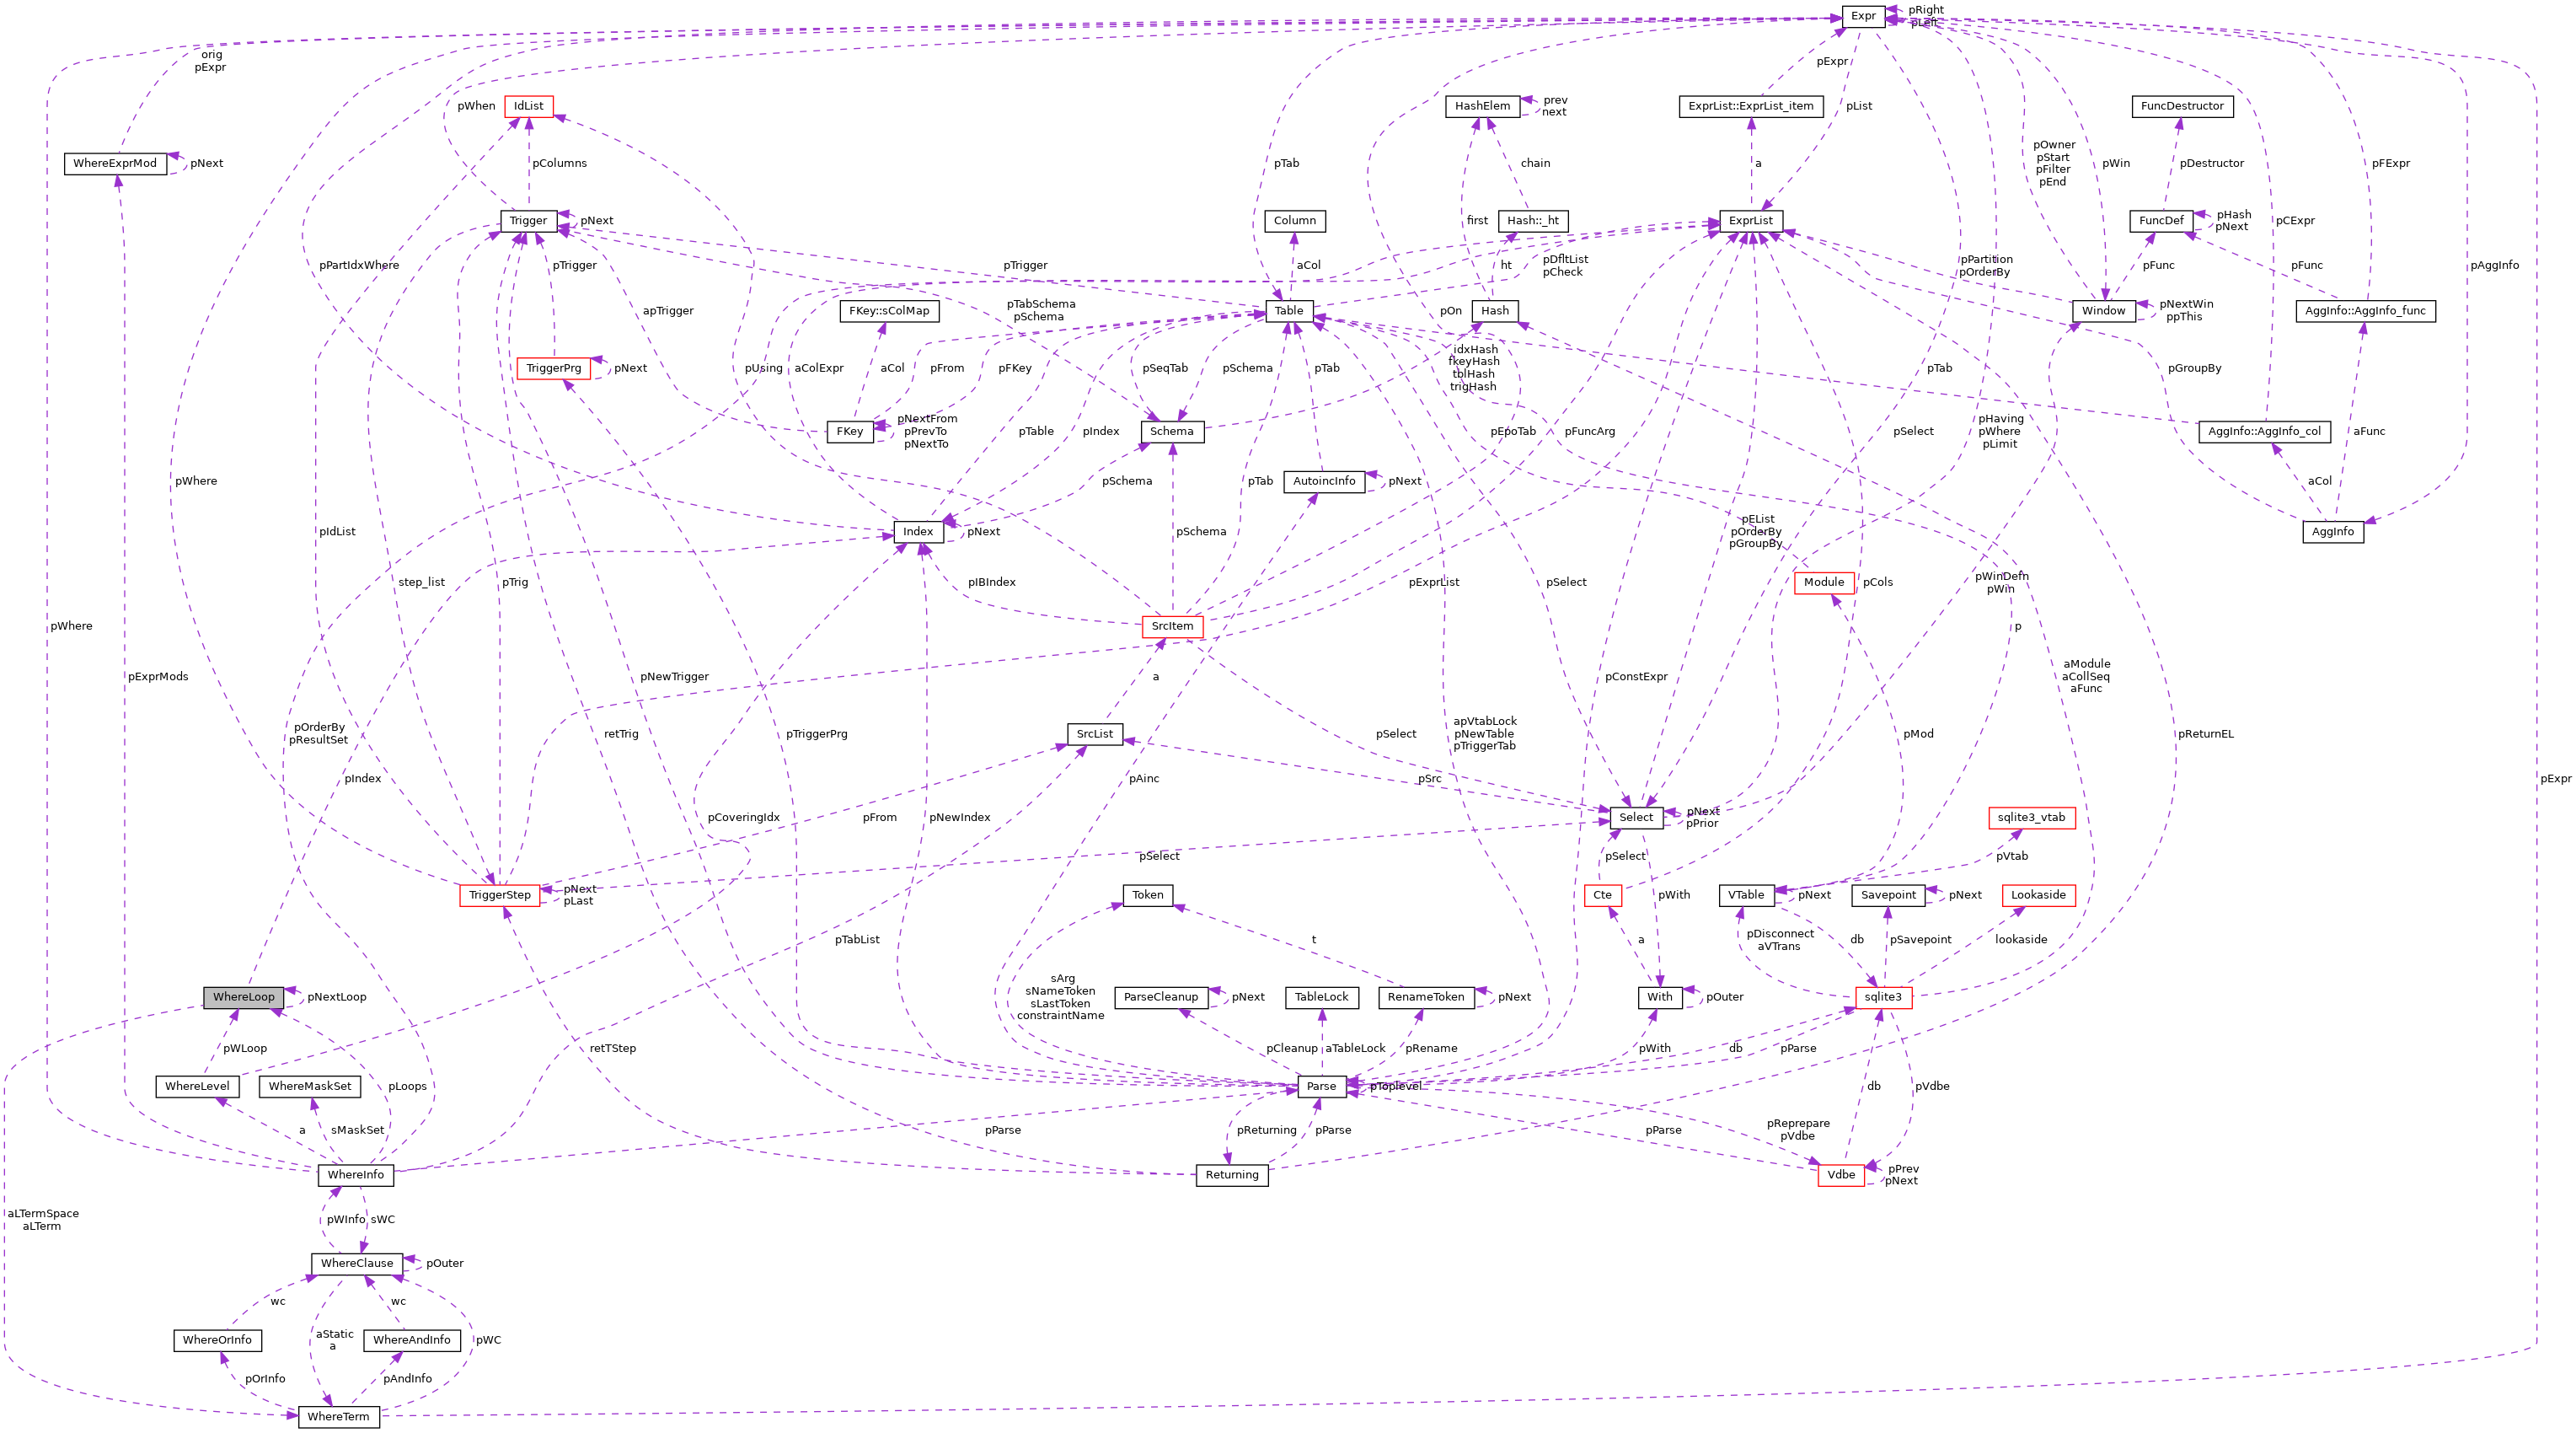 Expr
pRight
pLeft
orig
pExpr
pExpr
pWhen
IdList
HashElem
prev
next
ExprList::ExprList_item
pList
FuncDestructor
WhereExprMod
pNext
pColumns
pTab
chain
a
pOwner
pStart
pFilter
pEnd
pWin
pDestructor
pFExpr
Trigger
pNext
Column
first
Hash::_ht
ExprList
FuncDef
pHash
pNext
pCExpr
pPartIdxWhere
pTrigger
pTrigger
aCol
ht
pDfltList
pCheck
pPartition
pOrderBy
pFunc
pFunc
pAggInfo
apTrigger
FKey::sColMap
pTabSchema
pSchema
Table
pOn
Hash
Window
pNextWin
ppThis
AggInfo::AggInfo_func
TriggerPrg
pNext
pUsing
aColExpr
aCol
pFrom
pFKey
pSeqTab
pSchema
pTab
idxHash
fkeyHash
tblHash
trigHash
pTab
pGroupBy
FKey
pNextFrom
pPrevTo
pNextTo
pTable
pIndex
Schema
pEpoTab
pFuncArg
pSelect
pHaving
pWhere
pLimit
AggInfo::AggInfo_col
aFunc
pWhere
pSchema
pTab
AutoincInfo
pNext
aCol
pIdList
Index
pNext
pSchema
pEList
pOrderBy
pGroupBy
AggInfo
step_list
pTrig
pIBIndex
pExprList
pSelect
Module
pCols
pWinDefn
pWin
pWhere
SrcItem
p
pExprMods
pNewTrigger
a
pConstExpr
aModule
aCollSeq
aFunc
pOrderBy
pResultSet
retTrig
pTriggerPrg
SrcList
pSelect
apVtabLock
pNewTable
pTriggerTab
pMod
pReturnEL
pIndex
pAinc
pSrc
pExpr
pCoveringIdx
pFrom
pNewIndex
Select
pNext
pPrior
sqlite3_vtab
pSelect
pSelect
pVtab
TriggerStep
pNext
pLast
Token
Cte
pWith
VTable
pNext
Savepoint
pNext
Lookaside
pTabList
t
a
pDisconnect
aVTrans
db
pSavepoint
lookaside
WhereLoop
pNextLoop
sArg
sNameToken
sLastToken
constraintName
ParseCleanup
pNext
TableLock
RenameToken
pNext
With
pOuter
sqlite3
pWLoop
retTStep
pCleanup
aTableLock
pRename
pWith
db
pParse
WhereLevel
WhereMaskSet
pLoops
Parse
pToplevel
db
pVdbe
a
sMaskSet
pParse
pReturning
pParse
pParse
pReprepare
pVdbe
WhereInfo
Returning
Vdbe
pPrev
pNext
aLTermSpace
aLTerm
pWInfo
sWC
WhereClause
pOuter
wc
wc
WhereOrInfo
aStatic
a
WhereAndInfo
pWC
pOrInfo
pAndInfo
WhereTerm